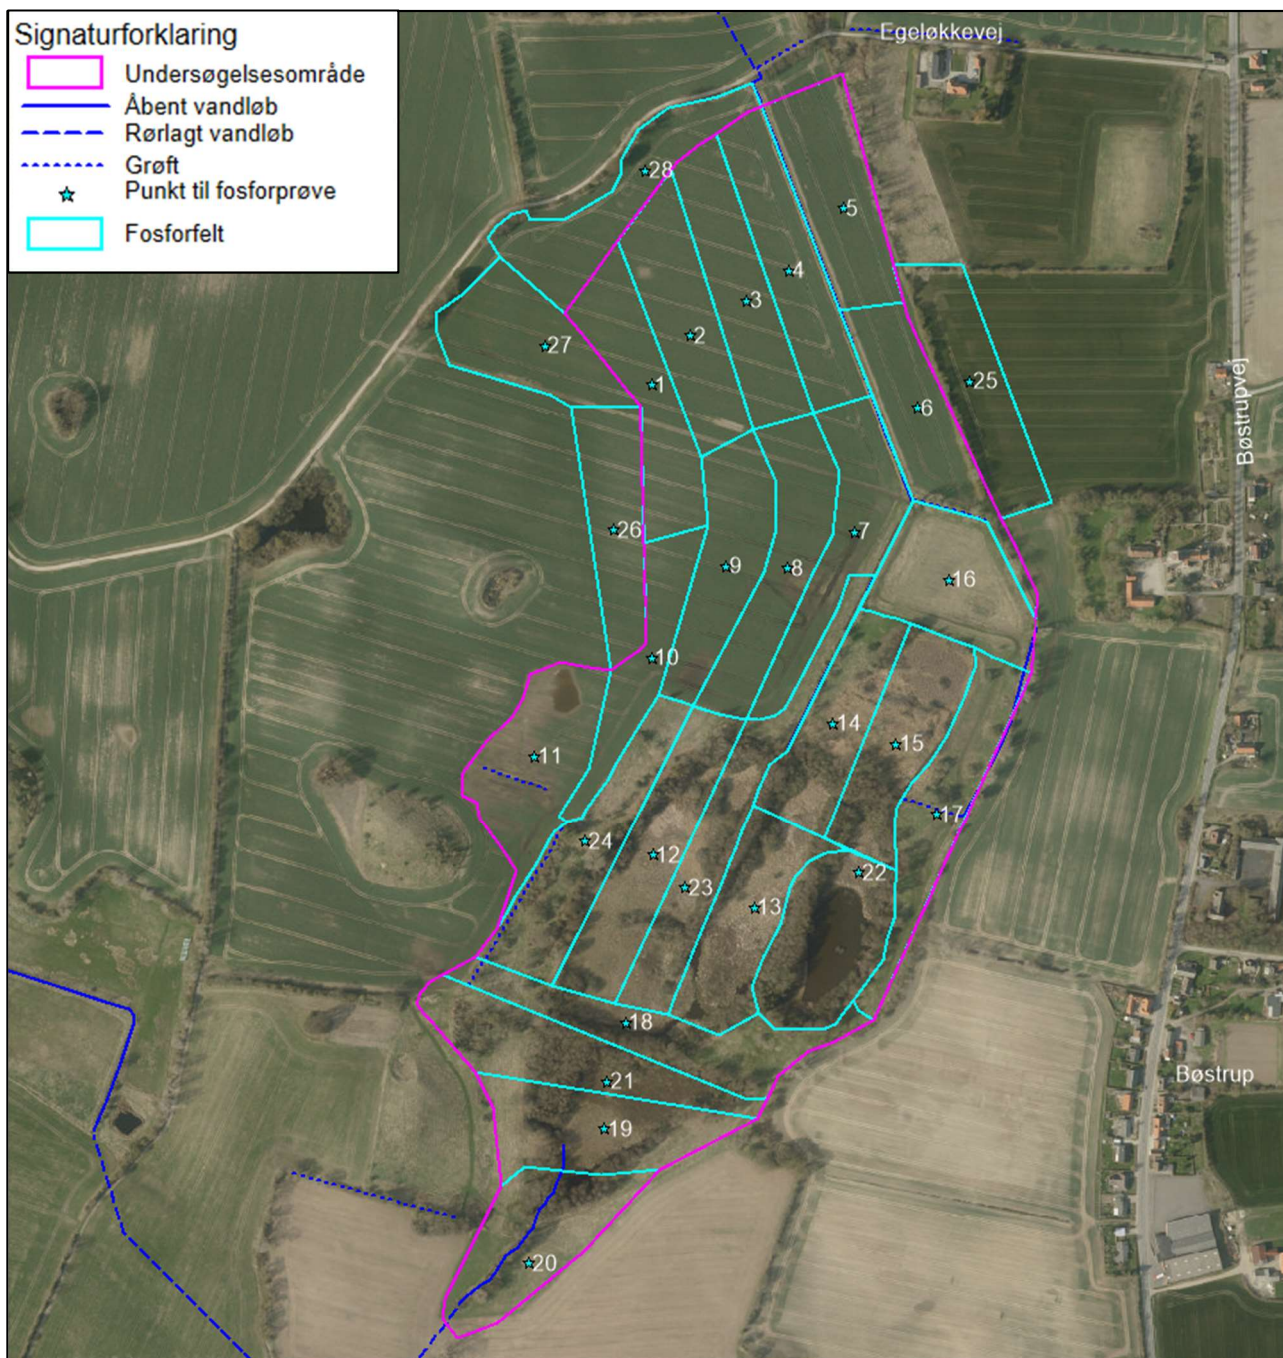 Signaturforklaring
Undersøgelsesområde
Åbent vandløb
Rørlagt vandløb
Grøft
Punkt til fosforprøve
Fosforfelt
Egeløkkevej
28
5
4
3
2
27
1
25
6
Bøstrupvej
26
7
9
8
16
10
14
15
11
17
24
12
22
23
13
18
Bøstrup
21
19
20